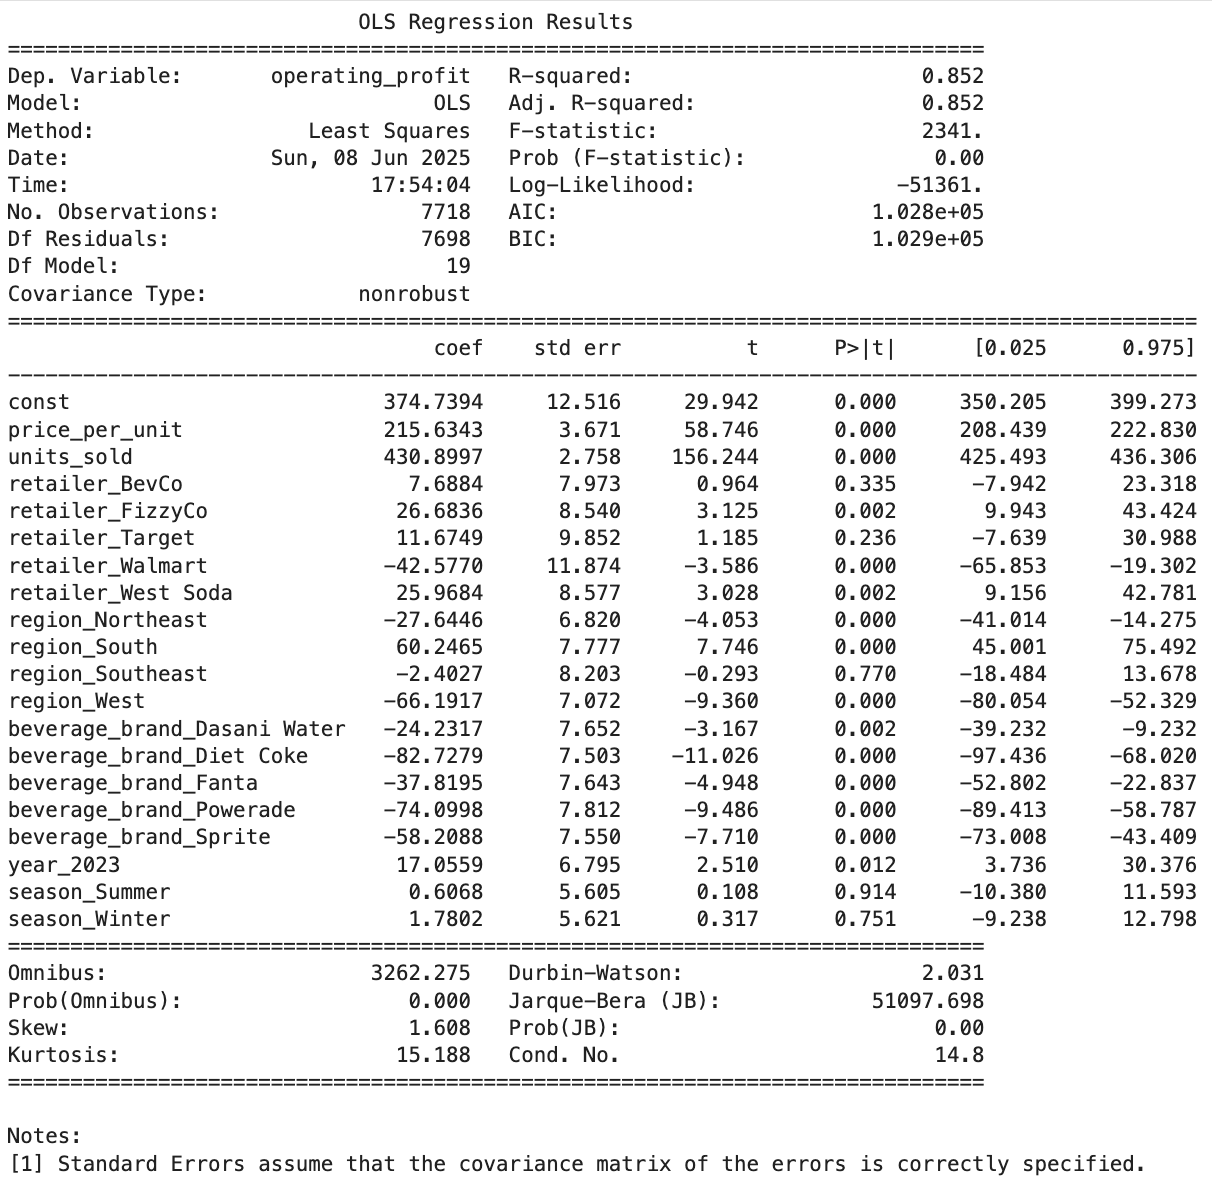 OLS Regression Results
==============================================================================
Dep. Variable: operating_profit R-squared: 0.852
Model: OLS Adj. R-squared: 0.852
Method: Least Squares F-statistic: 2341.
Date: Sun, 08 Jun 2025 Prob (F-statistic): 0.00
Time: 17:54:04 Log-Likelihood: -51361.
No. Observations: 7718 AIC: 1.028e+05
Df Residuals: 7698 BIC: 1.029e+05
Df Model: 19
Covariance Type: nonrobust
===============================================================================================
coef std err t P>|t| [0.025 0.975]
-----------------------------------------------------------------------------------------------
const 374.7394 12.516 29.942 0.000 350.205 399.273
price_per_unit 215.6343 3.671 58.746 0.000 208.439 222.830
units_sold 430.8997 2.758 156.244 0.000 425.493 436.306
retailer_BevCo 7.6884 7.973 0.964 0.335 -7.942 23.318
retailer_FizzyCo 26.6836 8.540 3.125 0.002 9.943 43.424
retailer_Target 11.6749 9.852 1.185 0.236 -7.639 30.988
retailer_Walmart -42.5770 11.874 -3.586 0.000 -65.853 -19.302
retailer_West Soda 25.9684 8.577 3.028 0.002 9.156 42.781
region_Northeast -27.6446 6.820 -4.053 0.000 -41.014 -14.275
region_South 60.2465 7.777 7.746 0.000 45.001 75.492
region_Southeast -2.4027 8.203 -0.293 0.770 -18.484 13.678
region_West -66.1917 7.072 -9.360 0.000 -80.054 -52.329
beverage_brand_Dasani Water -24.2317 7.652 -3.167 0.002 -39.232 -9.232
beverage_brand_Diet Coke -82.7279 7.503 -11.026 0.000 -97.436 -68.020
beverage_brand_Fanta -37.8195 7.643 -4.948 0.000 -52.802 -22.837
beverage_brand_Powerade -74.0998 7.812 -9.486 0.000 -89.413 -58.787
beverage_brand_Sprite -58.2088 7.550 -7.710 0.000 -73.008 -43.409
year_2023 17.0559 6.795 2.510 0.012 3.736 30.376
season_Summer 0.6068 5.605 0.108 0.914 -10.380 11.593
season_Winter 1.7802 5.621 0.317 0.751 -9.238 12.798
==============================================================================
Omnibus: 3262.275 Durbin-Watson: 2.031
Prob(Omnibus): 0.000 Jarque-Bera (JB): 51097.698
Skew: 1.608 Prob(JB): 0.00
Kurtosis: 15.188 Cond. No. 14.8
==============================================================================
Notes:
[1] Standard Errors assume that the covariance matrix of the errors is correctly specified.